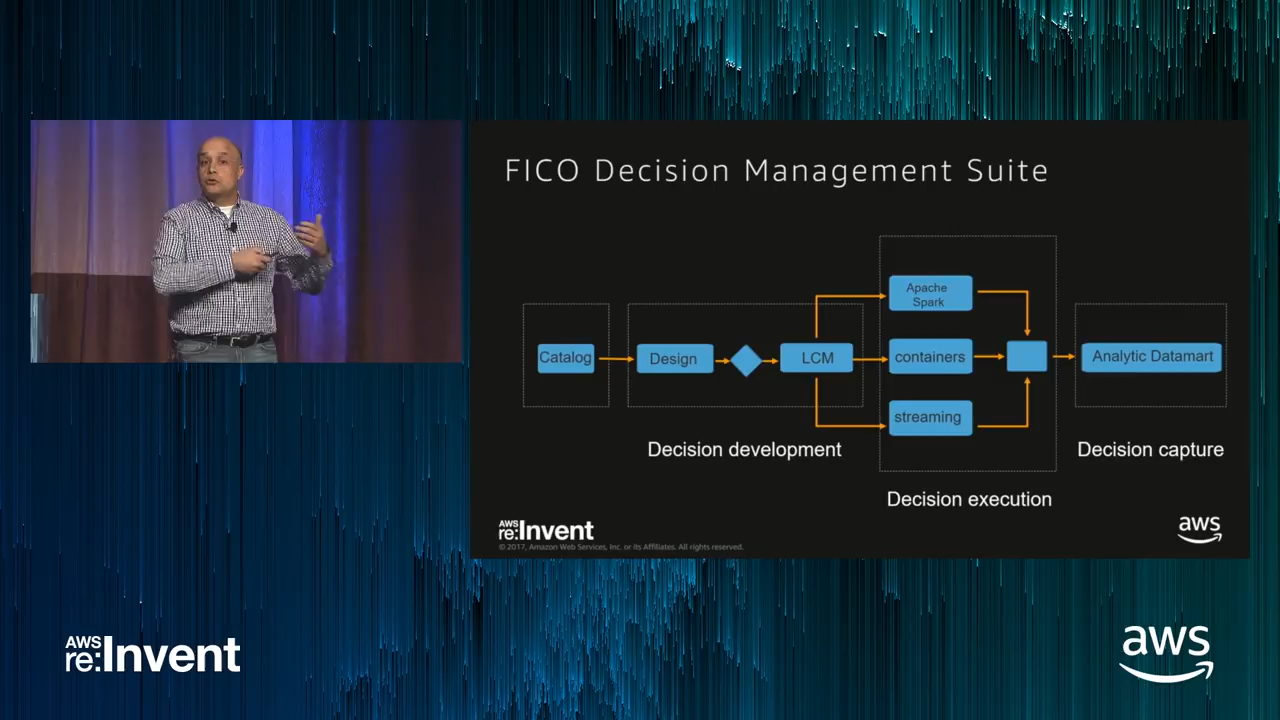 FICO Decision Management Suite
Apache
Spark
Catalog
Design
LCM
containers
Analytic Datamart
streaming
Decision development
Decision capture
Decision execution
AWS
re:Invent
© 2017, Amazon Web Services, Inc. or its Affiliates. All rights reserved.
aws
AWS
re:Invent
aws